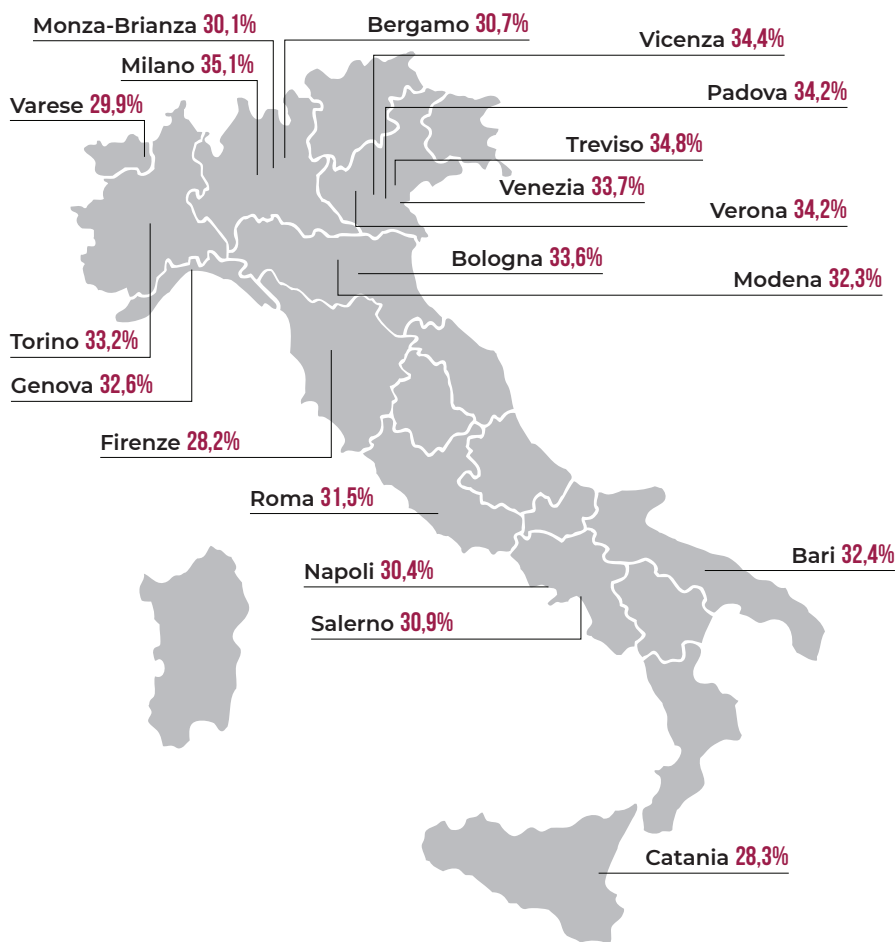 Monza-Brianza 30,1%
Bergamo 30,7%
Vicenza 34,4%
Milano 35,1%
Padova 34,2%
Varese 29,9%
Treviso 34,8%
Venezia 33,7%
Verona 34,2%
Bologna 33,6%
Modena 32,3%
Torino 33,2%
Genova 32,6%
Firenze 28,2%
Roma 31,5%
Bari 32,4%
Napoli 30,4%
Salerno 30,9%
Catania 28,3%